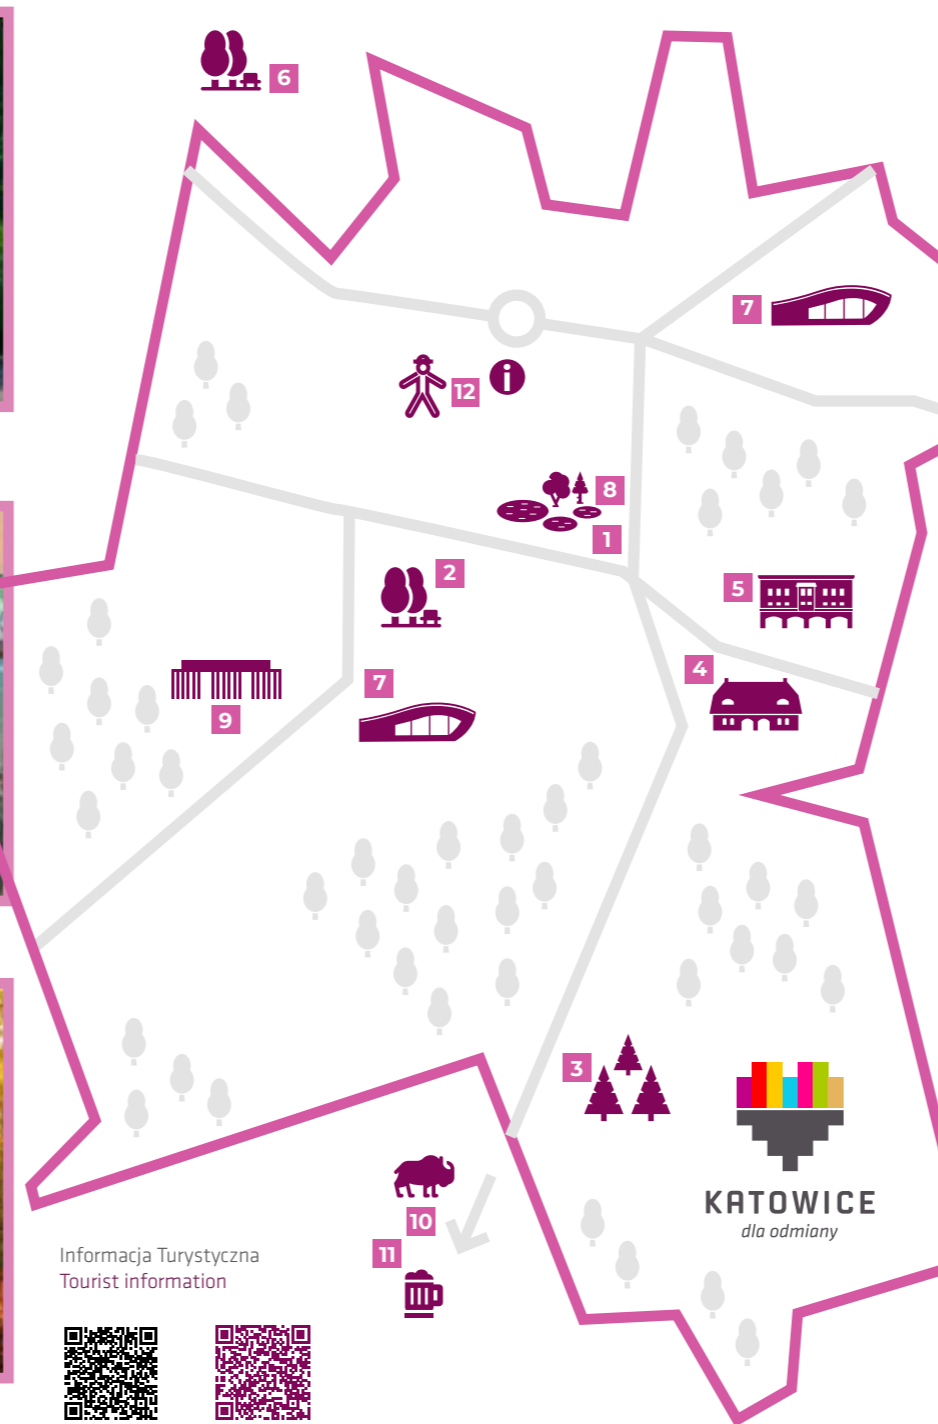 6
7
12
i
8
1
2
5
4
7
9
3
KATOWICE
dla odmiany
10
11
Informacja Turystyczna
Tourist information